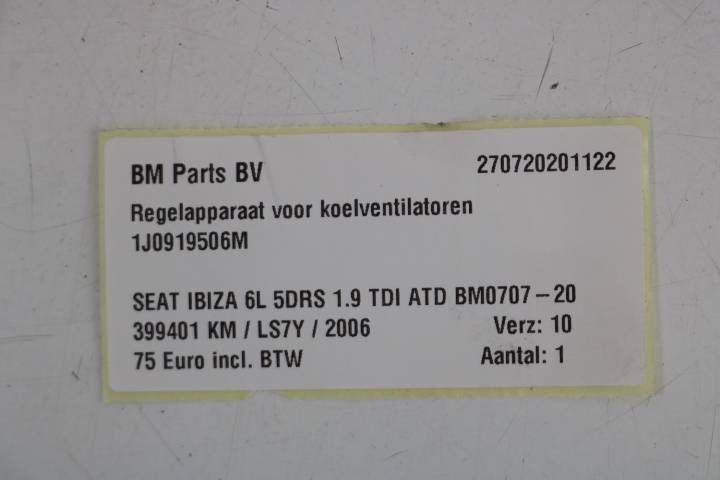 BM Parts BV 270720201122
Regelapparaat voor koelventilatoren
1J0919506M
SEAT IBIZA 6L 5DRS 1.9 TDI ATD BM0707-20
399401 KM / LS7Y / 2006 Verz: 10
75 Euro incl. BTW Aantal: 1